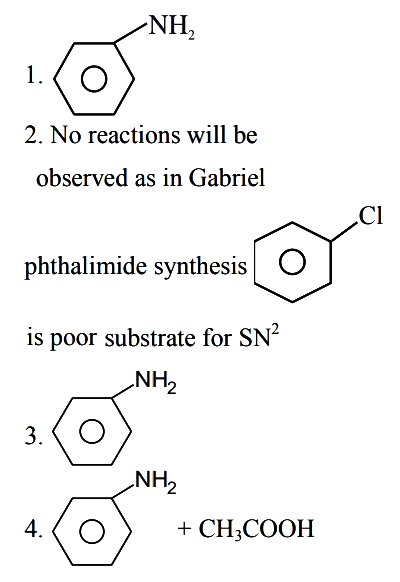 NH₂
1.
2. No reactions will be
observed as in Gabriel
Cl
phthalimide synthesis
is poor substrate for SN²
NH₂
3.
NH₂
4. + CH₃COOH